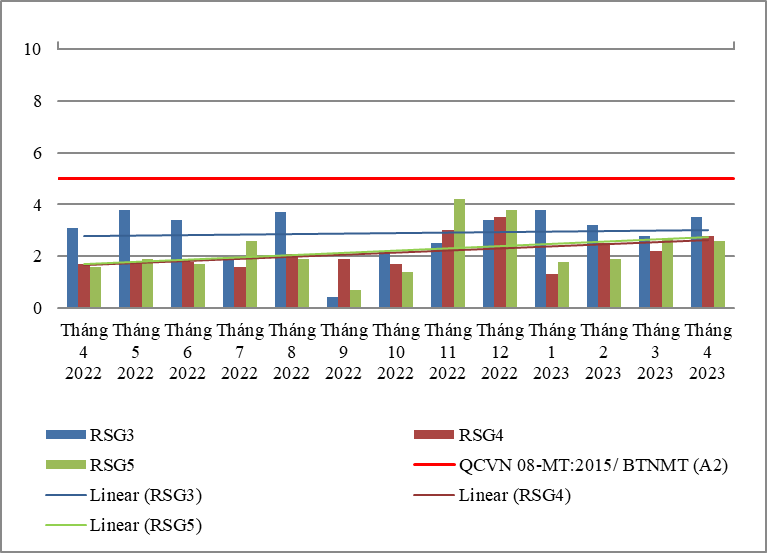 10
8
6
4
2
0
Tháng Tháng Tháng Tháng Tháng Tháng Tháng Tháng Tháng Tháng Tháng Tháng Tháng
4 5 6 7 8 9 10 11 12 1 2 3 4
2022 2022 2022 2022 2022 2022 2022 2022 2022 2023 2023 2023 2023
RSG3 RSG4
RSG5 QCVN 08-MT:2015/ BTNMT (A2)
Linear (RSG3) Linear (RSG4)
Linear (RSG5)